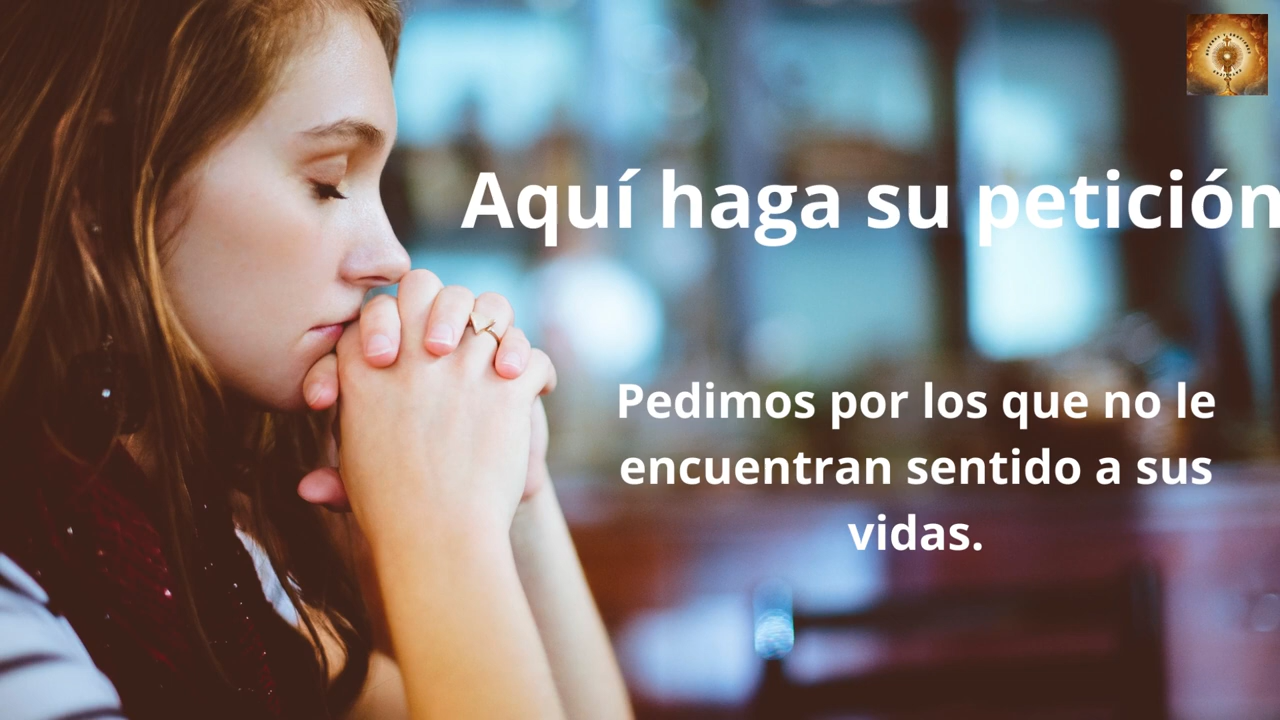 Aquí haga su petición
Pedimos por los que no le
encuentran sentido a sus
vidas.